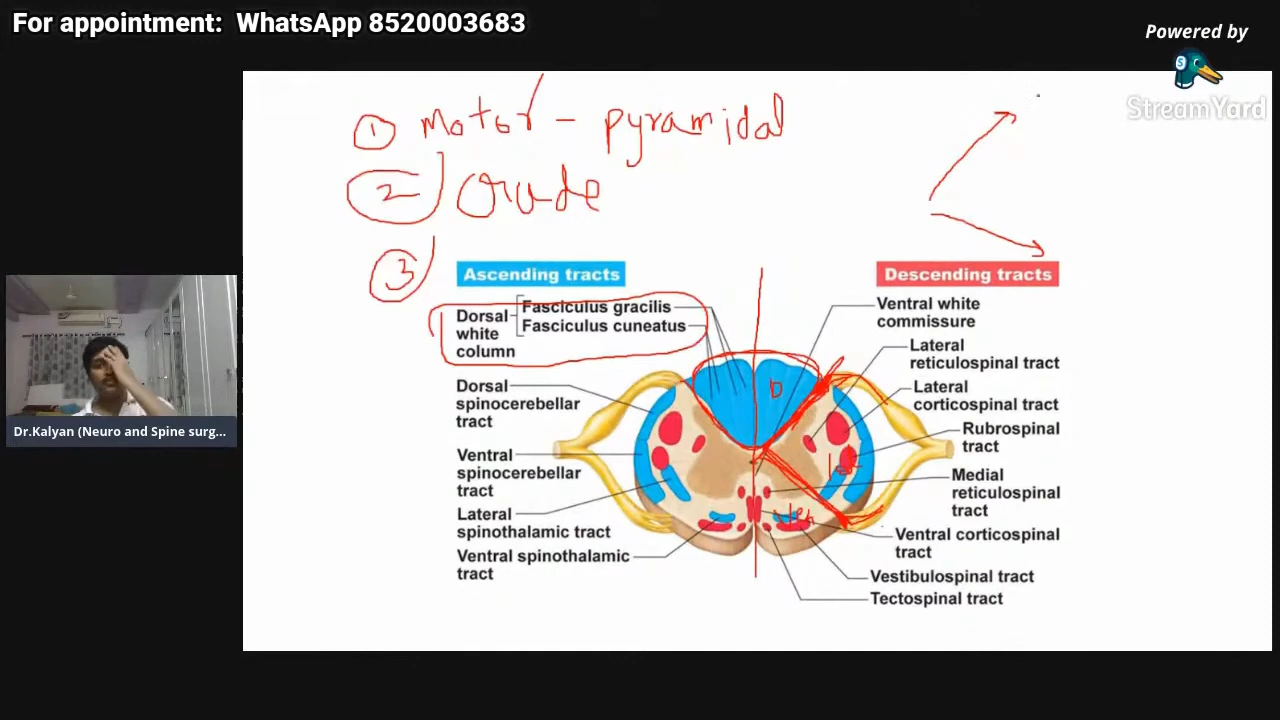 For appointment: WhatsApp 8520003683
Powered by
StreamYard
① motor - pyramidal
② Crude
③
Ascending tracts
Descending tracts
Dorsal white column
Fasciculus gracilis
Fasciculus cuneatus
Dorsal spinocerebellar tract
Ventral spinocerebellar tract
Lateral spinothalamic tract
Ventral spinothalamic tract
Ventral white commissure
Lateral reticulospinal tract
Lateral corticospinal tract
Rubrospinal tract
Medial reticulospinal tract
Ventral corticospinal tract
Vestibulospinal tract
Tectospinal tract
D
lat
Ven
Dr.Kalyan (Neuro and Spine surg...